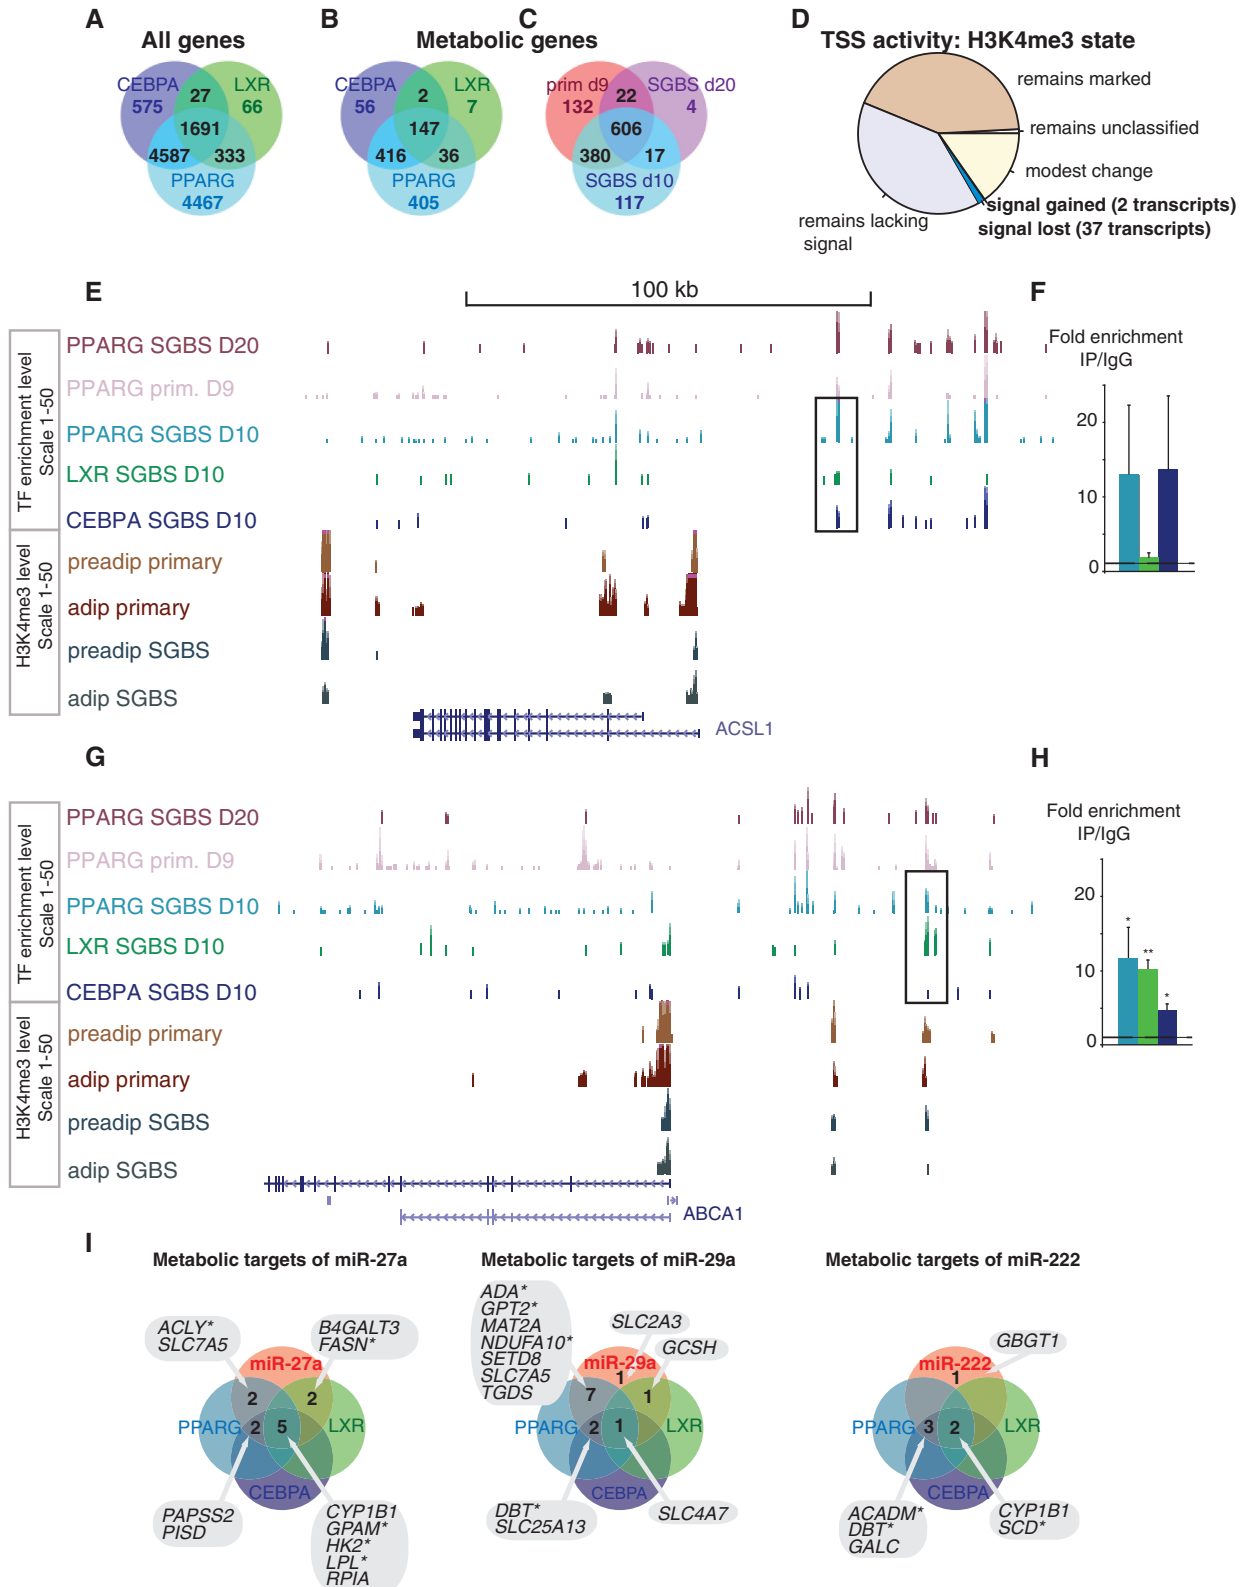 A
All genes
CEBPA
575
27
LXR
66
1691
4587
333
PPARG
4467
B
Metabolic genes
CEBPA
56
2
LXR
7
147
416
36
PPARG
405
C
prim d9
132
22
SGBS d20
4
606
380
17
SGBS d10
117
D
TSS activity: H3K4me3 state
remains marked
remains unclassified
modest change
signal gained (2 transcripts)
signal lost (37 transcripts)
remains lacking
signal
E
100 kb
TF enrichment level
Scale 1-50
PPARG SGBS D20
PPARG prim. D9
PPARG SGBS D10
LXR SGBS D10
CEBPA SGBS D10
H3K4me3 level
Scale 1-50
preadip primary
adip primary
preadip SGBS
adip SGBS
ACSL1
F
Fold enrichment
IP/IgG
20
10
0
G
TF enrichment level
Scale 1-50
PPARG SGBS D20
PPARG prim. D9
PPARG SGBS D10
LXR SGBS D10
CEBPA SGBS D10
H3K4me3 level
Scale 1-50
preadip primary
adip primary
preadip SGBS
adip SGBS
ABCA1
H
Fold enrichment
IP/IgG
20
10
0
*
**
*
I
Metabolic targets of miR-27a
ACLY*
SLC7A5
B4GALT3
FASN*
miR-27a
2
2
PPARG
2
5
LXR
CEBPA
PAPSS2
PISD
CYP1B1
GPAM*
HK2*
LPL*
RPIA
Metabolic targets of miR-29a
ADA*
GPT2*
MAT2A
NDUFA10*
SETD8
SLC7A5
TGDS
SLC2A3
GCSH
miR-29a
1
7
1
PPARG
2
1
LXR
CEBPA
DBT*
SLC25A13
SLC4A7
Metabolic targets of miR-222
GBGT1
miR-222
1
PPARG
3
2
LXR
CEBPA
ACADM*
DBT*
GALC
CYP1B1
SCD*